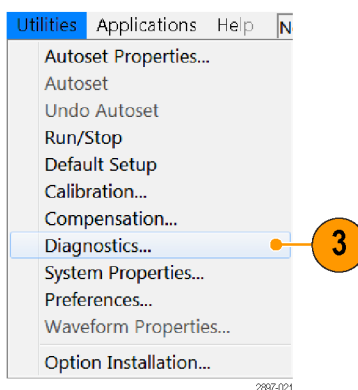 Utilities Applications Help N
Autoset Properties...
Autoset
Undo Autoset
Run/Stop
Default Setup
Calibration...
Compensation...
Diagnostics...
3
System Properties...
Preferences...
Waveform Properties...
Option Installation...
2897-021